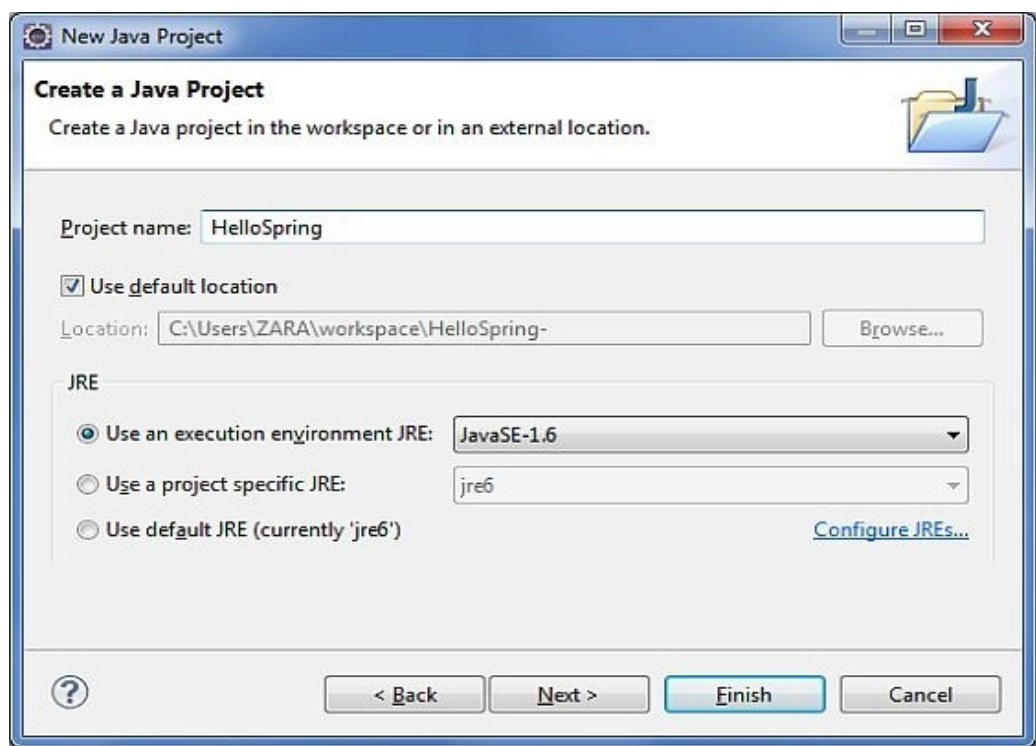 New Java Project
Create a Java Project
Create a Java project in the workspace or in an external location.
Project name: HelloSpring
Use default location
Location: C:\Users\ZARA\workspace\HelloSpring- Browse...
JRE
Use an execution environment JRE: JavaSE-1.6
Use a project specific JRE: jre6
Use default JRE (currently 'jre6') Configure JREs...
? < Back Next > Finish Cancel